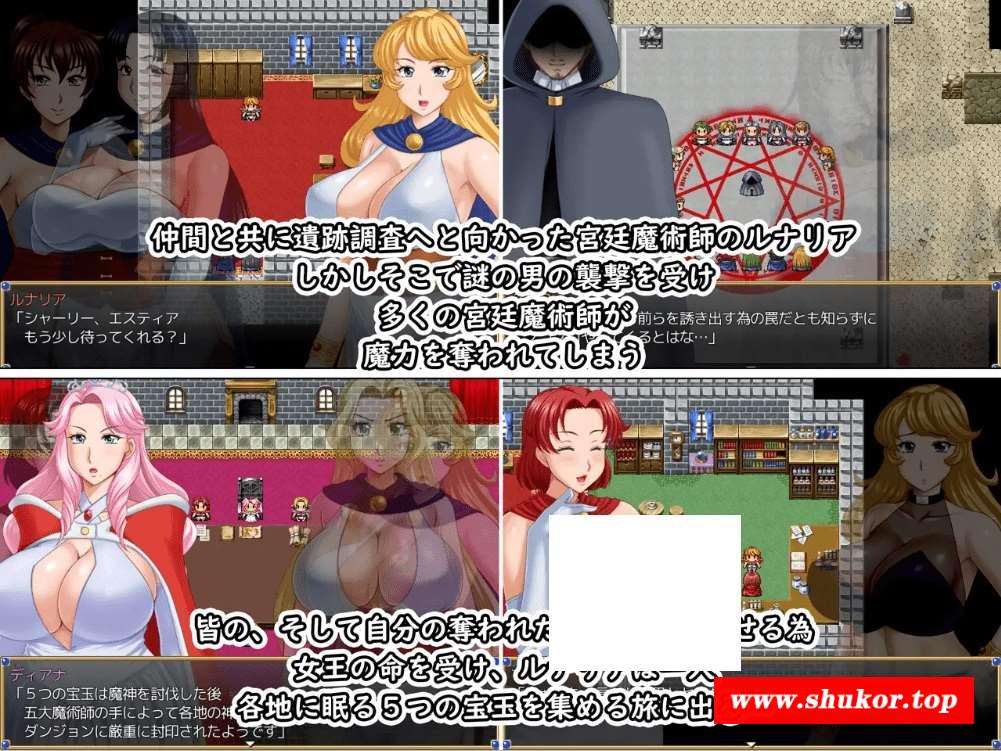 仲間と共に遺跡調査へと向かった宮廷魔術師のルナリア
しかしそこで謎の男の襲撃を受け
多くの宮廷魔術師が
魔力を奪われてしまう
ルナリア
「シャーリー、エスティア
もう少し待ってくれる？」
前らを誘き出す為の罠だとも知らずに
るとはな…」
皆の、そして自分の奪われた
せる為
女王の命を受け、ル
各地に眠る５つの宝玉を集める旅に出
ディアナ
「５つの宝玉は魔神を討伐した後
五大魔術師の手によって各地の神
ダンジョンに厳重に封印されたようです」
www.shukor.top